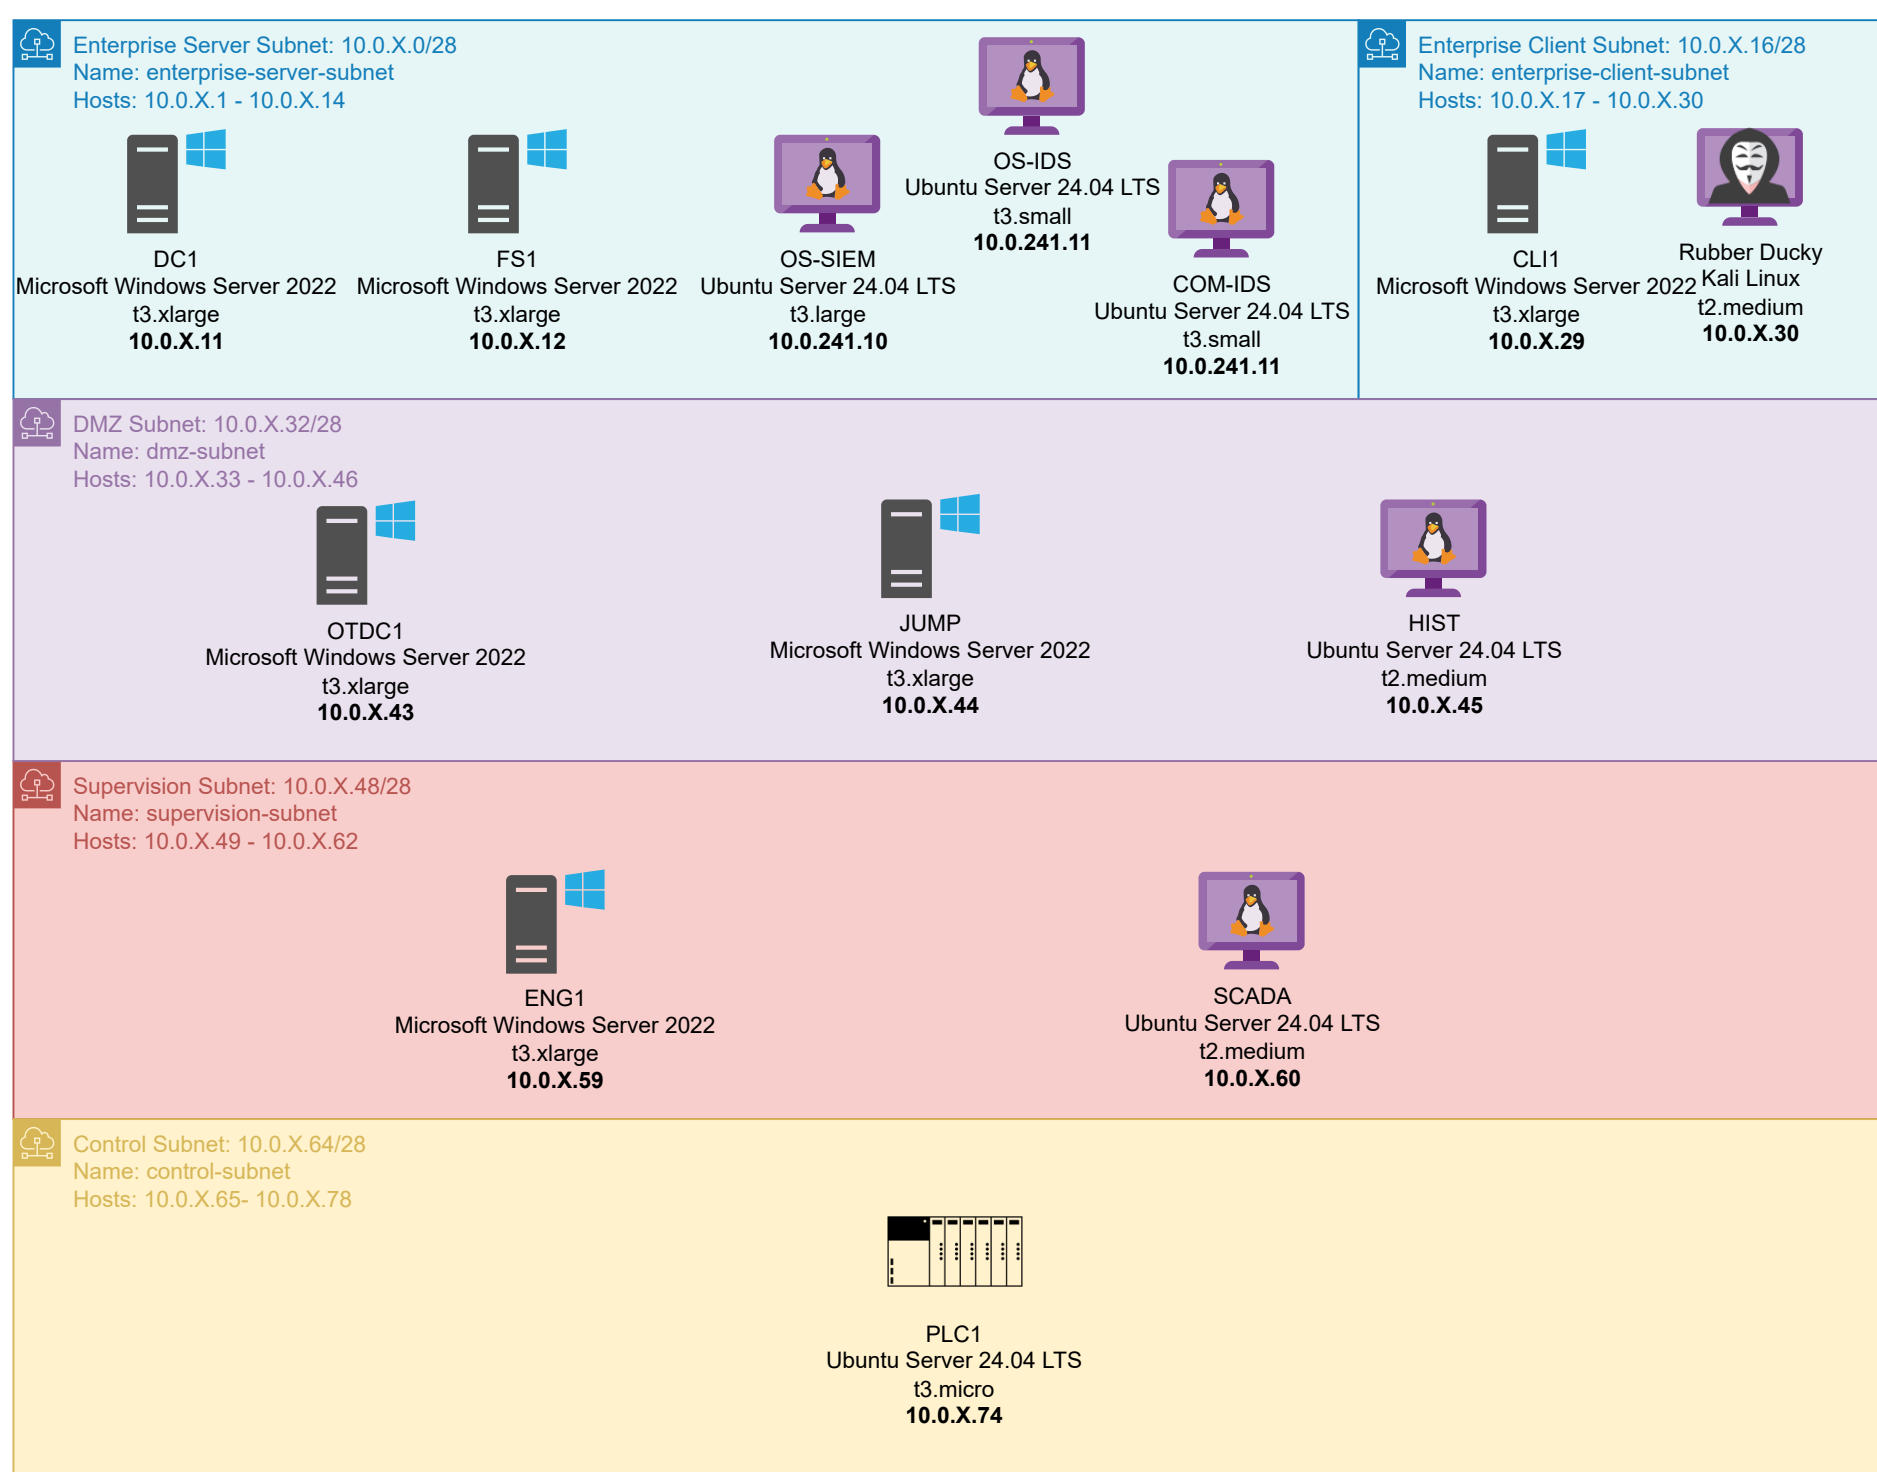 Enterprise Server Subnet: 10.0.X.0/28
Name: enterprise-server-subnet
Hosts: 10.0.X.1 - 10.0.X.14
DC1
Microsoft Windows Server 2022
t3.xlarge
10.0.X.11
FS1
Microsoft Windows Server 2022
t3.xlarge
10.0.X.12
OS-SIEM
Ubuntu Server 24.04 LTS
t3.large
10.0.241.10
OS-IDS
Ubuntu Server 24.04 LTS
t3.small
10.0.241.11
COM-IDS
Ubuntu Server 24.04 LTS
t3.small
10.0.241.11
Enterprise Client Subnet: 10.0.X.16/28
Name: enterprise-client-subnet
Hosts: 10.0.X.17 - 10.0.X.30
CLI1
Microsoft Windows Server 2022
t3.xlarge
10.0.X.29
Rubber Ducky
Kali Linux
t2.medium
10.0.X.30
DMZ Subnet: 10.0.X.32/28
Name: dmz-subnet
Hosts: 10.0.X.33 - 10.0.X.46
OTDC1
Microsoft Windows Server 2022
t3.xlarge
10.0.X.43
JUMP
Microsoft Windows Server 2022
t3.xlarge
10.0.X.44
HIST
Ubuntu Server 24.04 LTS
t2.medium
10.0.X.45
Supervision Subnet: 10.0.X.48/28
Name: supervision-subnet
Hosts: 10.0.X.49 - 10.0.X.62
ENG1
Microsoft Windows Server 2022
t3.xlarge
10.0.X.59
SCADA
Ubuntu Server 24.04 LTS
t2.medium
10.0.X.60
Control Subnet: 10.0.X.64/28
Name: control-subnet
Hosts: 10.0.X.65- 10.0.X.78
PLC1
Ubuntu Server 24.04 LTS
t3.micro
10.0.X.74